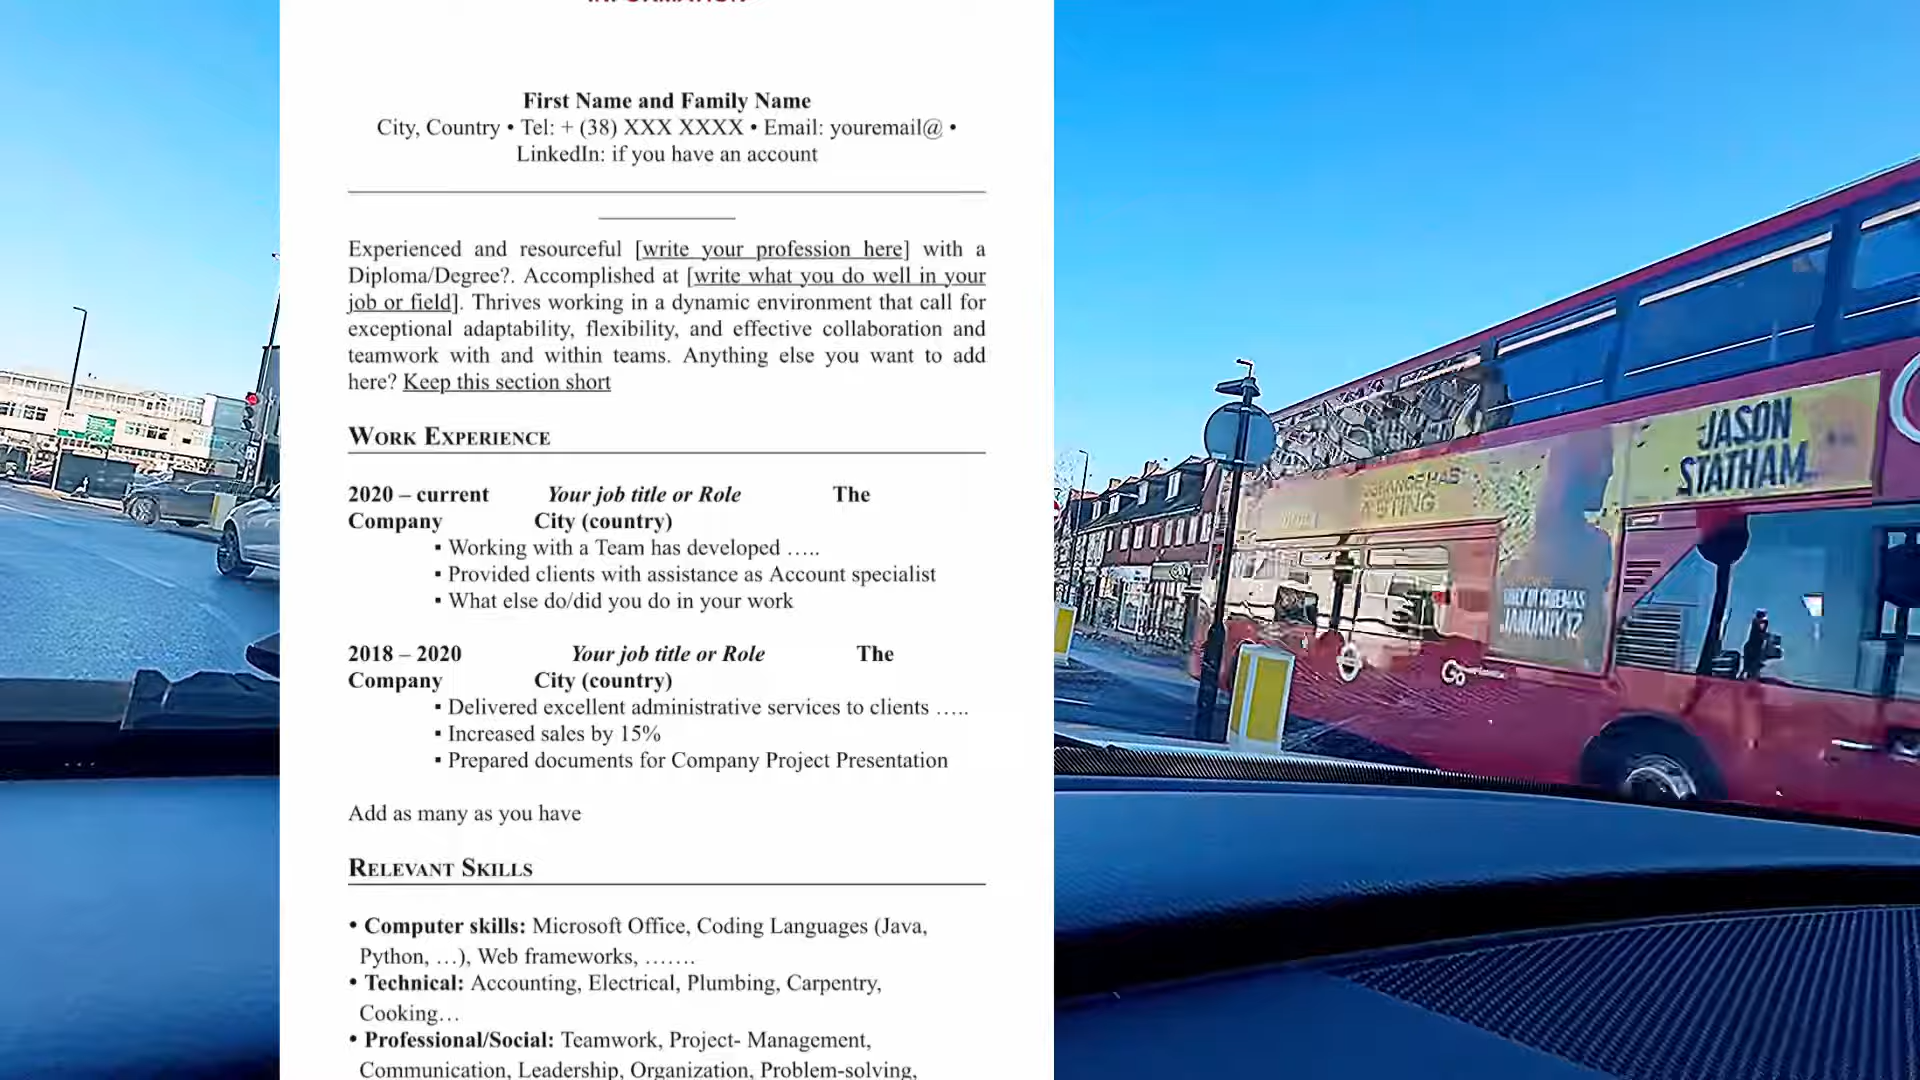 INFORMATION
First Name and Family Name
City, Country • Tel: + (38) XXX XXXX • Email: youremail@ •
LinkedIn: if you have an account
Experienced and resourceful [write your profession here] with a
Diploma/Degree?. Accomplished at [write what you do well in your
job or field]. Thrives working in a dynamic environment that call for
exceptional adaptability, flexibility, and effective collaboration and
teamwork with and within teams. Anything else you want to add
here? Keep this section short
WORK EXPERIENCE
2020 – current Your job title or Role The
Company City (country)
▪ Working with a Team has developed …..
▪ Provided clients with assistance as Account specialist
▪ What else do/did you do in your work
2018 – 2020 Your job title or Role The
Company City (country)
▪ Delivered excellent administrative services to clients …..
▪ Increased sales by 15%
▪ Prepared documents for Company Project Presentation
Add as many as you have
RELEVANT SKILLS
• Computer skills: Microsoft Office, Coding Languages (Java,
Python, …), Web frameworks, …….
• Technical: Accounting, Electrical, Plumbing, Carpentry,
Cooking…
• Professional/Social: Teamwork, Project- Management,
Communication, Leadership, Organization, Problem-solving,
JASON
STATHAM
ONLY IN CINEMAS
JANUARY 12
Go